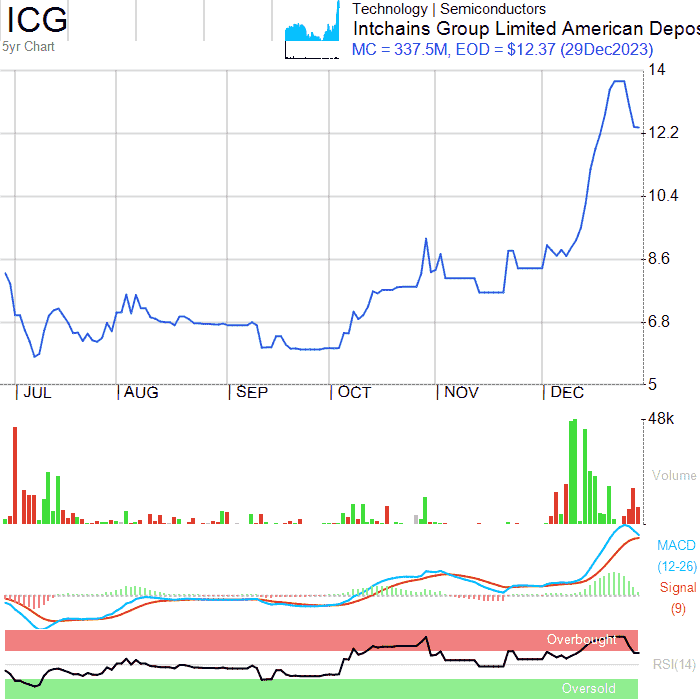 ICG
5yr Chart
Technology | Semiconductors
Intchains Group Limited American Depos
MC = 337.5M, EOD = $12.37 (29Dec2023)
14
12.2
10.4
8.6
6.8
5
JUL AUG SEP OCT NOV DEC
48k
Volume
MACD
(12-26)
Signal
(9)
Overbought
RSI(14)
Oversold